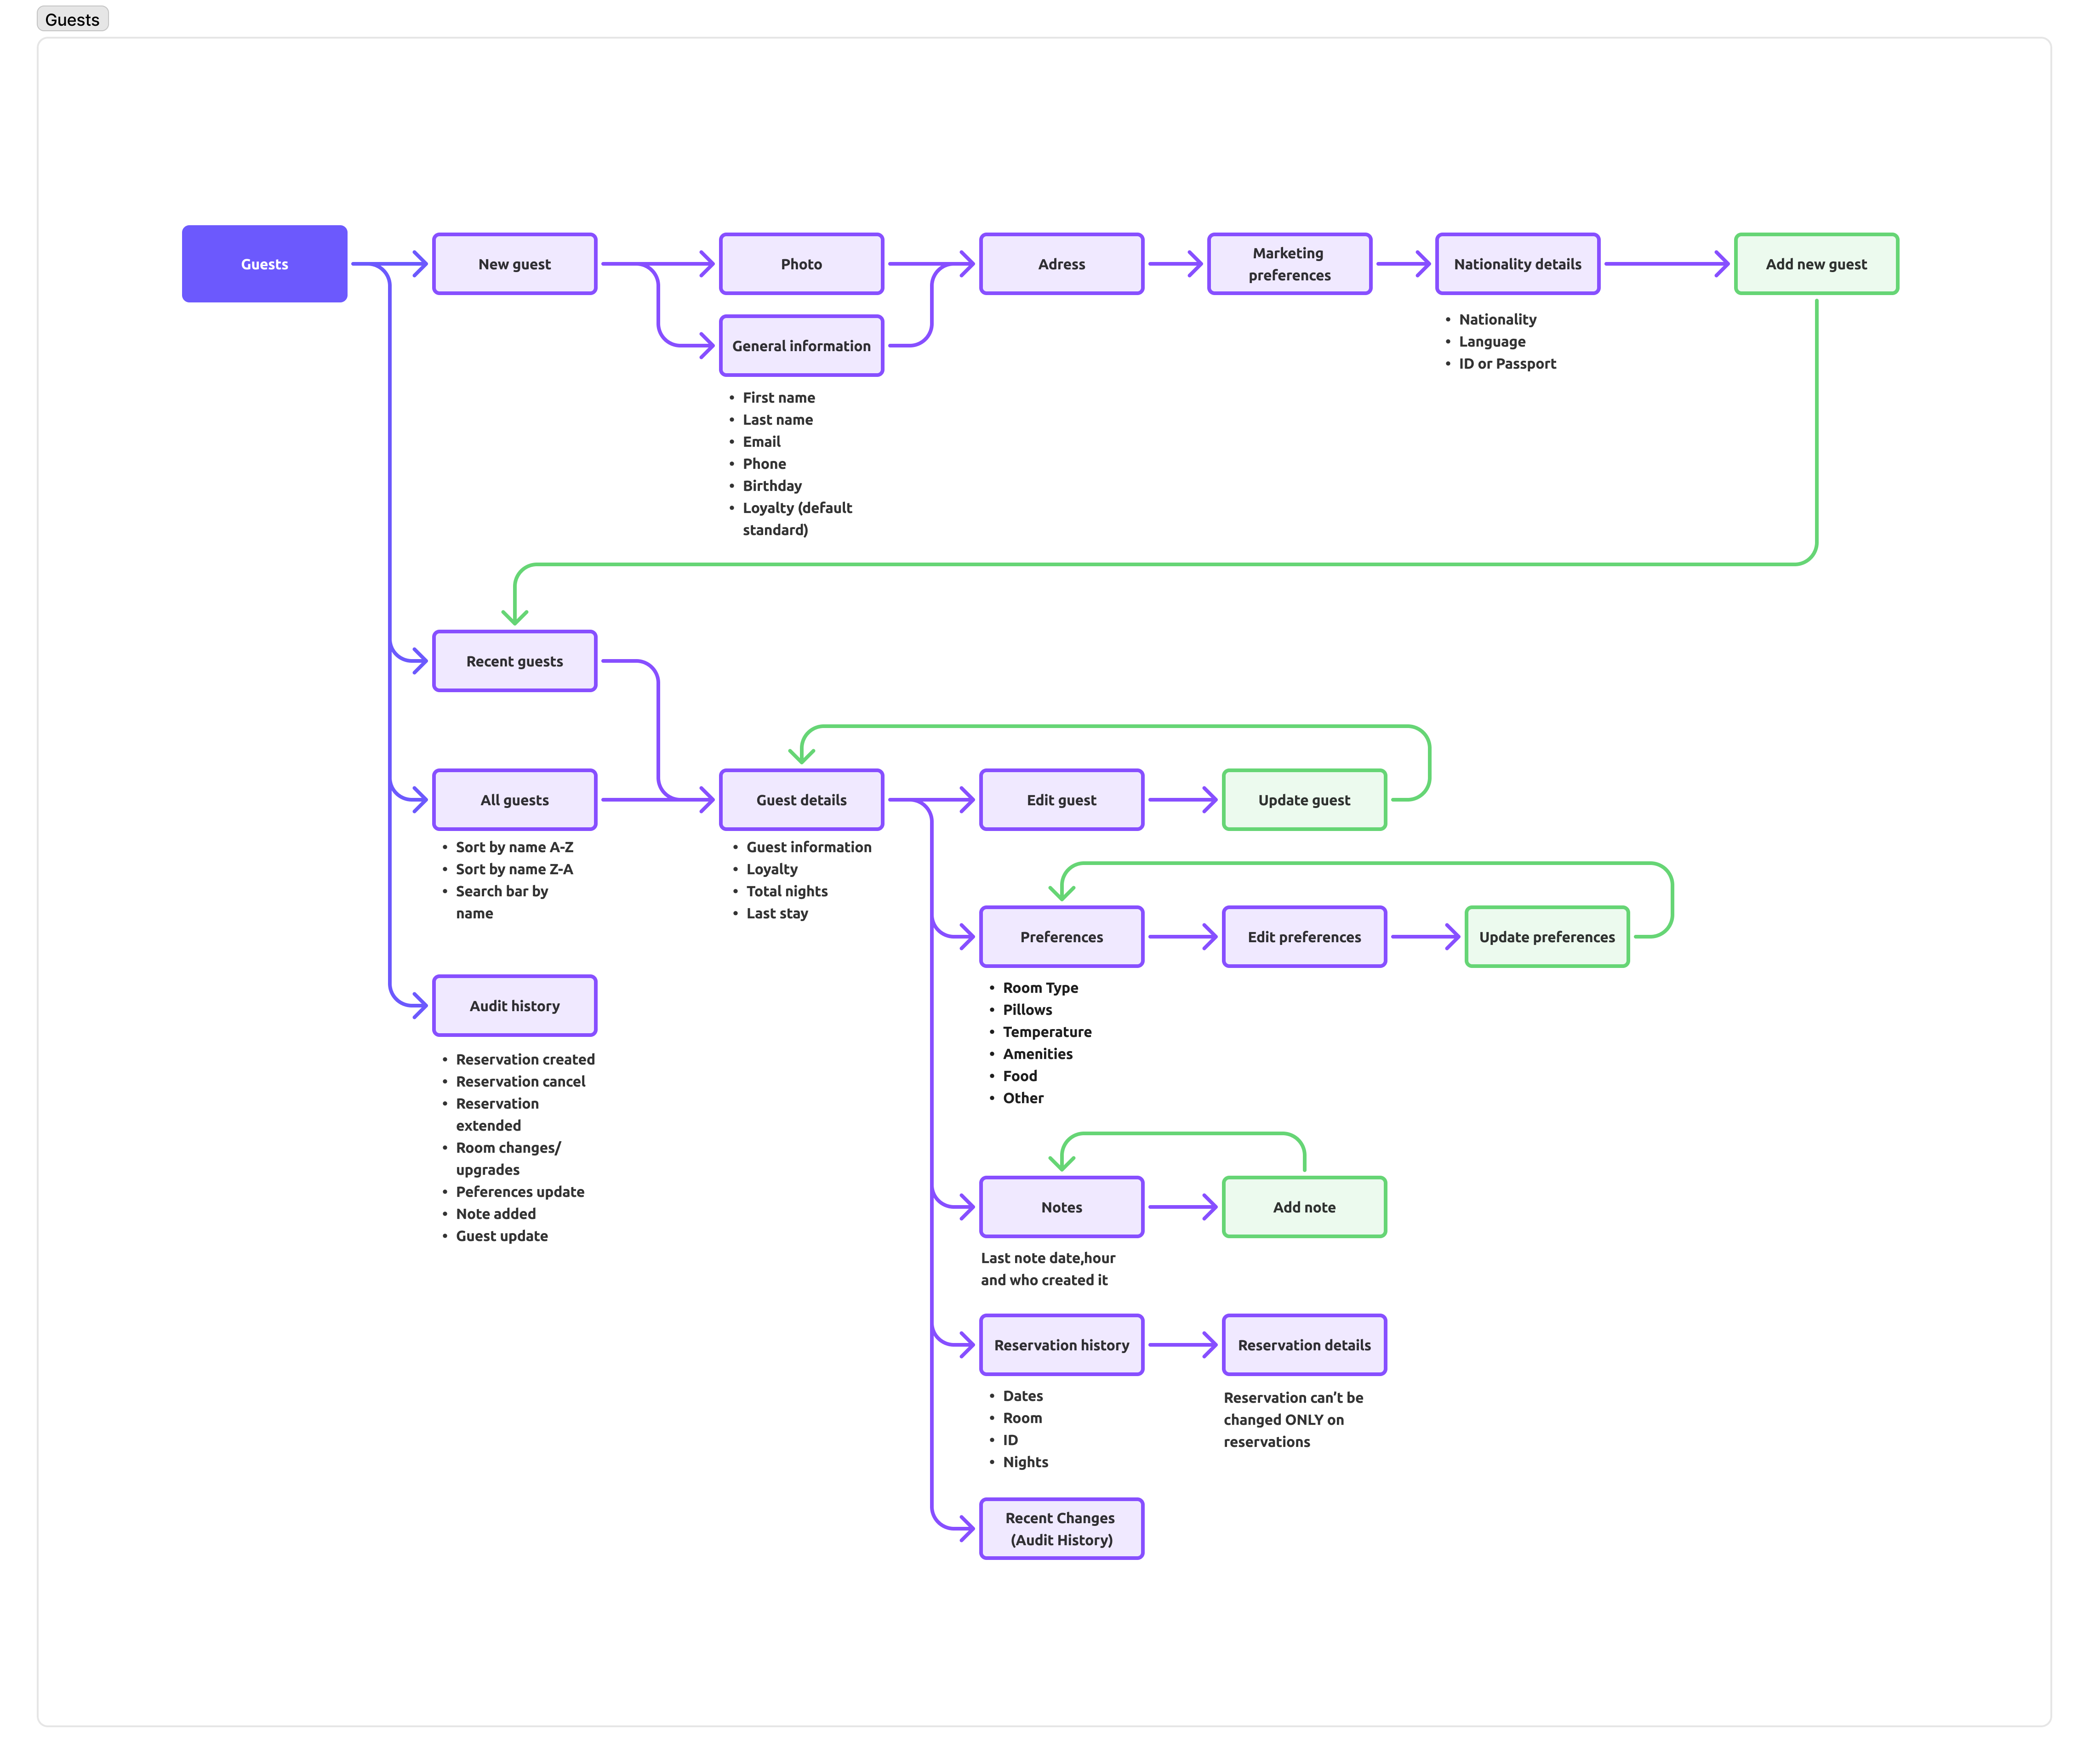 Guests
Guests
New guest
Photo
Adress
Marketing
preferences
Nationality details
Add new guest
• Nationality
• Language
• ID or Passport
General information
• First name
• Last name
• Email
• Phone
• Birthday
• Loyalty (default
standard)
Recent guests
All guests
• Sort by name A-Z
• Sort by name Z-A
• Search bar by
name
Guest details
• Guest information
• Loyalty
• Total nights
• Last stay
Edit guest
Update guest
Preferences
Edit preferences
Update preferences
• Room Type
• Pillows
• Temperature
• Amenities
• Food
• Other
Audit history
• Reservation created
• Reservation cancel
• Reservation
extended
• Room changes/
upgrades
• Peferences update
• Note added
• Guest update
Notes
Add note
Last note date,hour
and who created it
Reservation history
Reservation details
• Dates
• Room
• ID
• Nights
Reservation can’t be
changed ONLY on
reservations
Recent Changes
(Audit History)